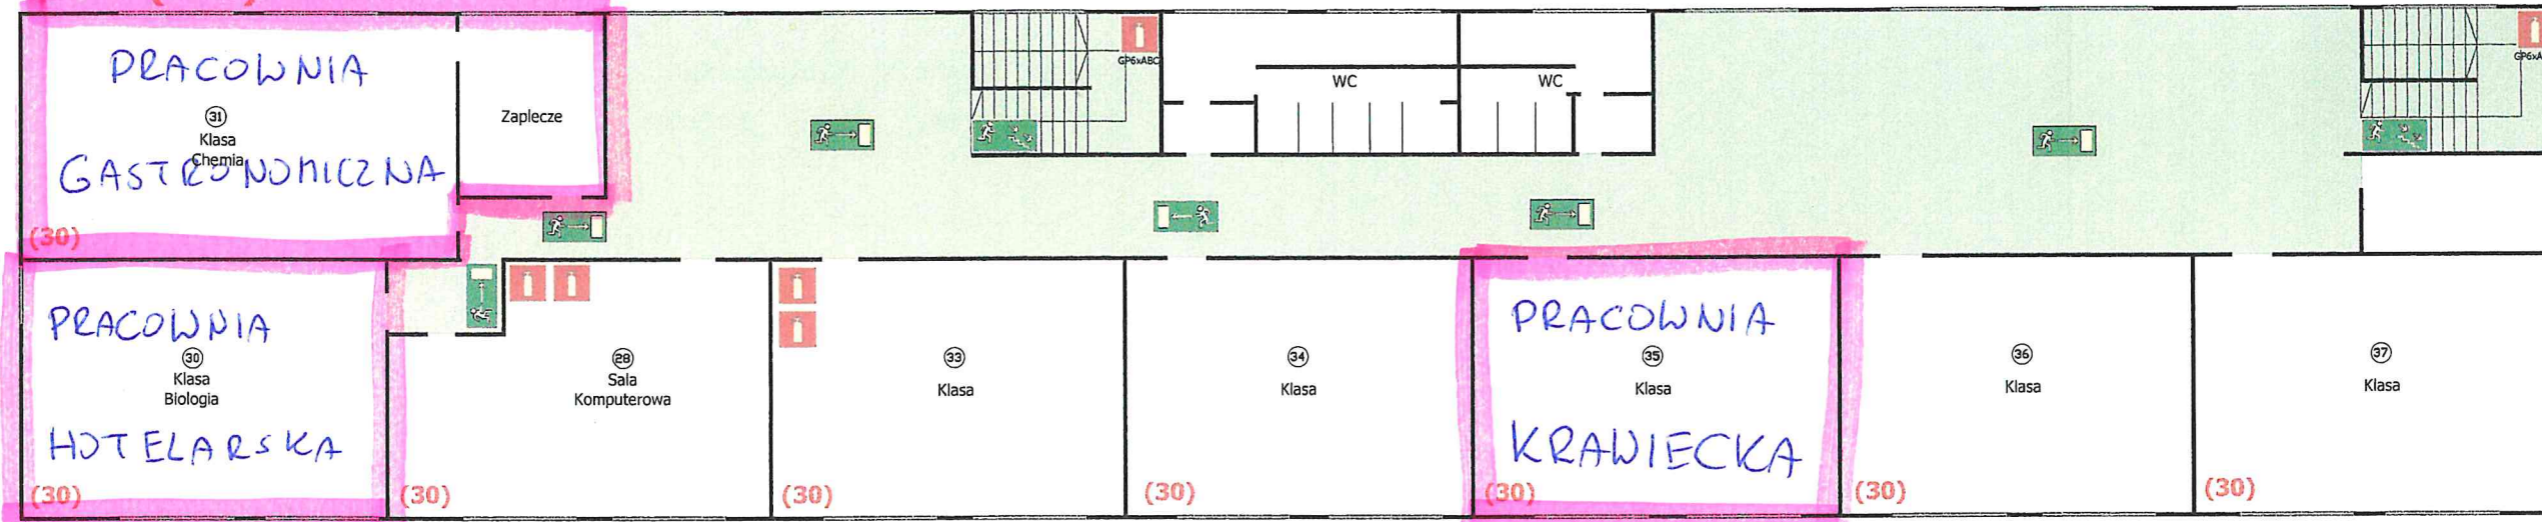 PRACOWNIA
31
Klasa
Chemia
GASTRONOMICZNA
(30)
Zaplecze
GP6xABC
WC
WC
PRACOWNIA
30
Klasa
Biologia
HOTELARSKA
(30)
28
Sala
Komputerowa
(30)
33
Klasa
(30)
34
Klasa
(30)
PRACOWNIA
35
Klasa
KRAWIECKA
(30)
36
Klasa
(30)
37
Klasa
(30)